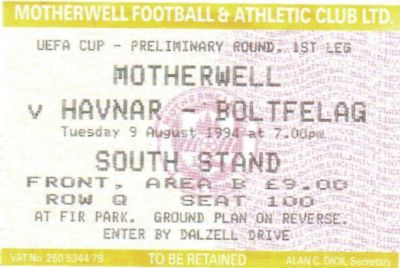 MOTHERWELL FOOTBALL & ATHLETIC CLUB LTD.
UEFA CUP - PRELIMINARY ROUND, 1ST LEG
MOTHERWELL
v HAVNAR - BOLTFELAG
Tuesday 9 August 1994 at 7.00pm
SOUTH STAND
FRONT, AREA B £9.00
ROW Q SEAT 100
AT FIR PARK. GROUND PLAN ON REVERSE.
ENTER BY DALZELL DRIVE
VAT No. 260 5344 79 TO BE RETAINED ALAN C. DICK, Secretary